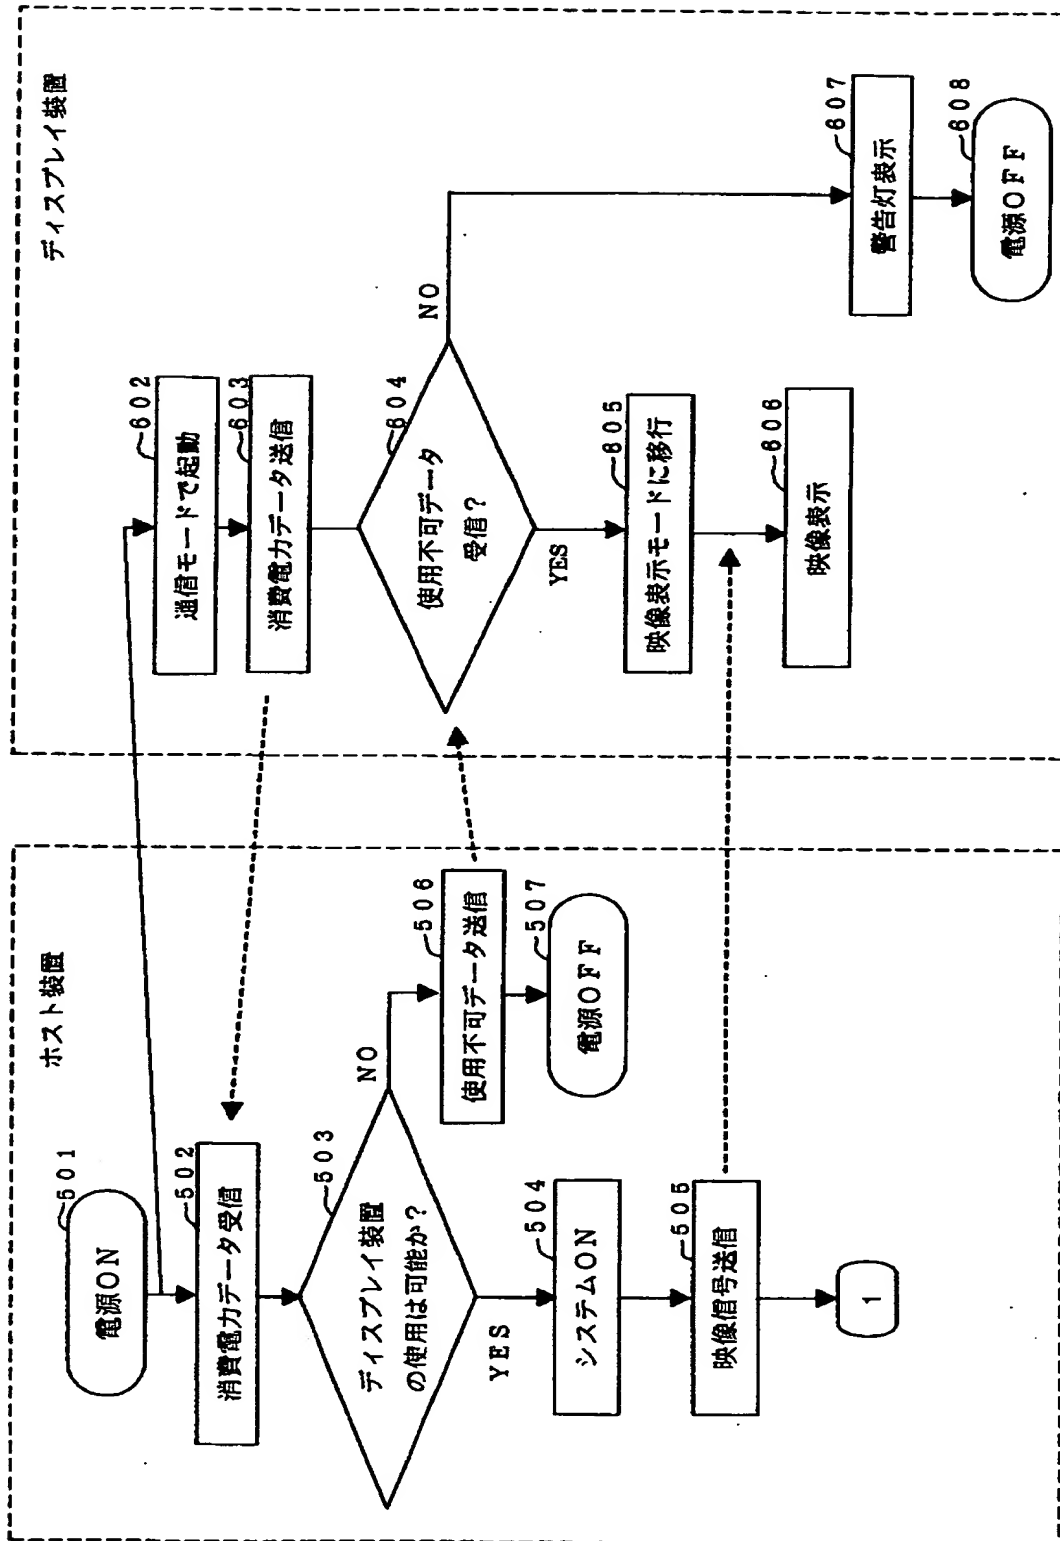 ホスト装置
電源ON
501
消費電力データ受信
502
ディスプレイ装置
の使用は可能か？
503
NO
YES
使用不可データ送信
506
電源OFF
507
システムON
504
映像信号送信
505
1
ディスプレイ装置
通信モードで起動
602
消費電力データ送信
603
使用不可データ
受信？
604
NO
YES
映像表示モードに移行
605
映像表示
606
警告灯表示
607
電源OFF
608